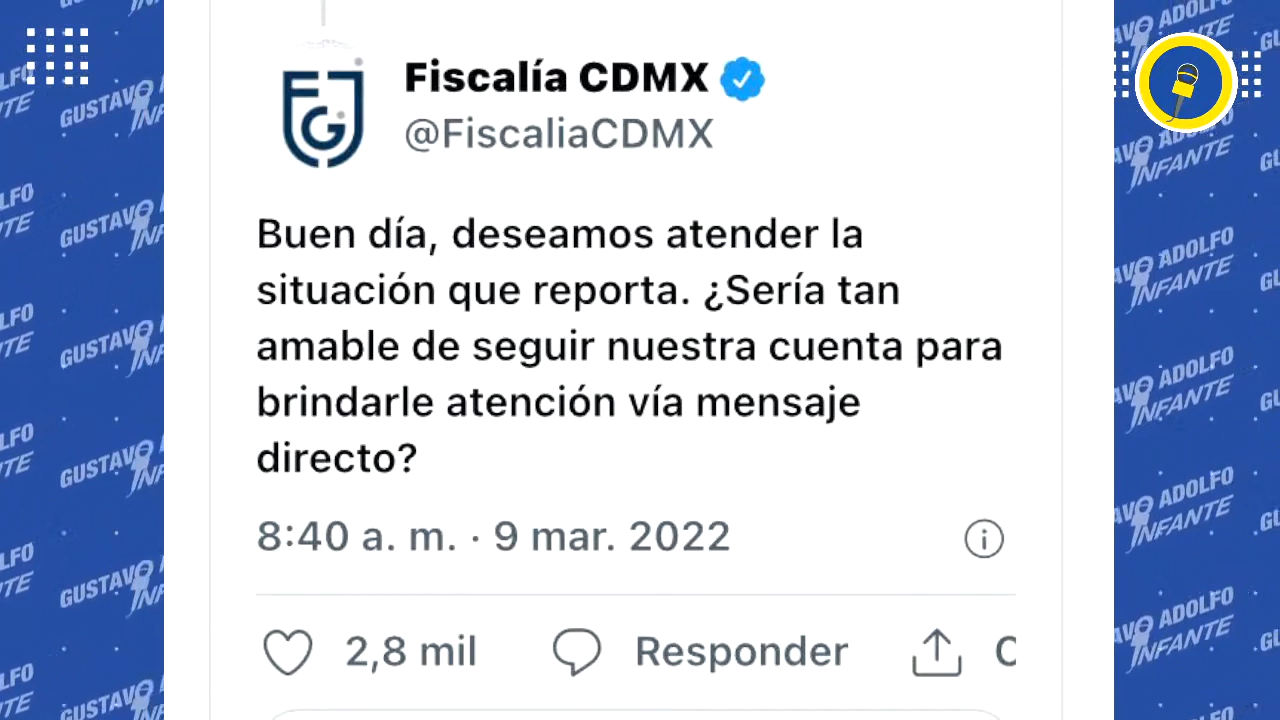 Fiscalía CDMX
@FiscaliaCDMX
Buen día, deseamos atender la
situación que reporta. ¿Sería tan
amable de seguir nuestra cuenta para
brindarle atención vía mensaje
directo?
8:40 a. m. · 9 mar. 2022
2,8 mil
Responder
GUSTAVO ADOLFO
INFANTE